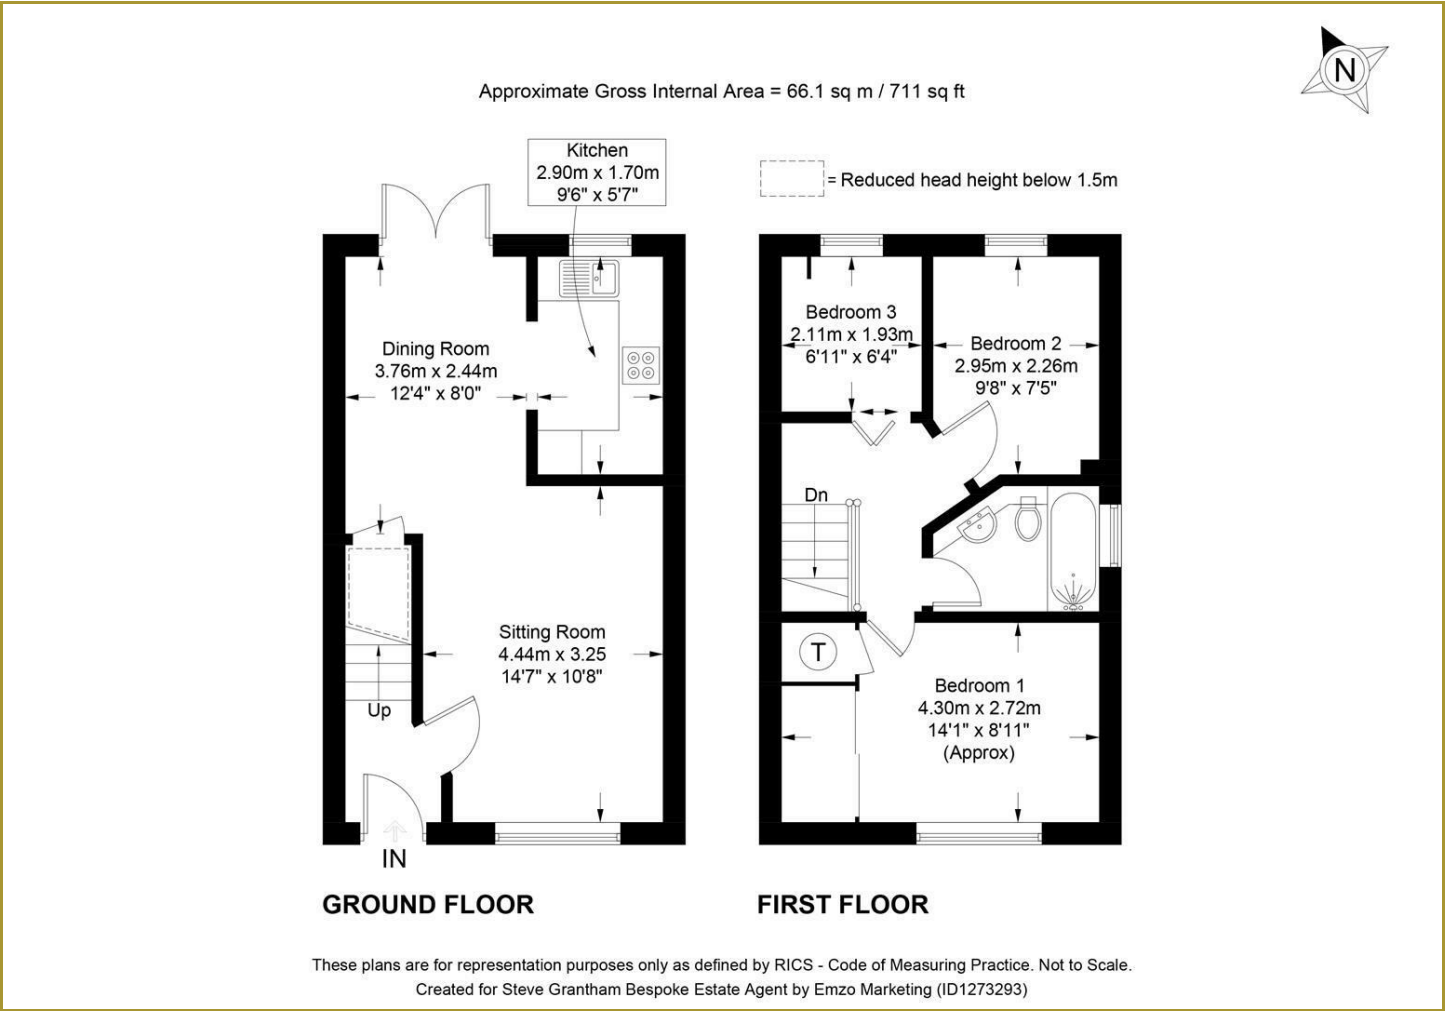 N
Approximate Gross Internal Area = 66.1 sq m / 711 sq ft
Kitchen
2.90m x 1.70m
9'6" x 5'7"
= Reduced head height below 1.5m
Dining Room
3.76m x 2.44m
12'4" x 8'0"
Sitting Room
4.44m x 3.25
14'7" x 10'8"
Up
IN
GROUND FLOOR
Bedroom 3
2.11m x 1.93m
6'11" x 6'4"
Bedroom 2
2.95m x 2.26m
9'8" x 7'5"
Dn
T
Bedroom 1
4.30m x 2.72m
14'1" x 8'11"
(Approx)
FIRST FLOOR
These plans are for representation purposes only as defined by RICS - Code of Measuring Practice. Not to Scale.
Created for Steve Grantham Bespoke Estate Agent by Emzo Marketing (ID1273293)